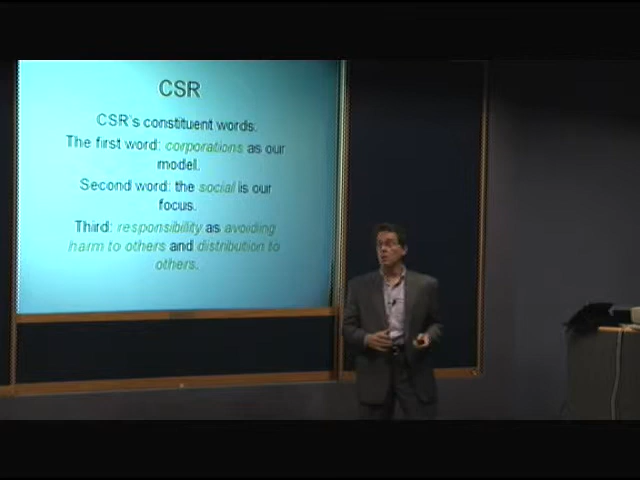 CSR
CSR's constituent words:
The first word: corporations as our
model.
Second word: the social is our
focus.
Third: responsibility as avoiding
harm to others and distribution to
others.